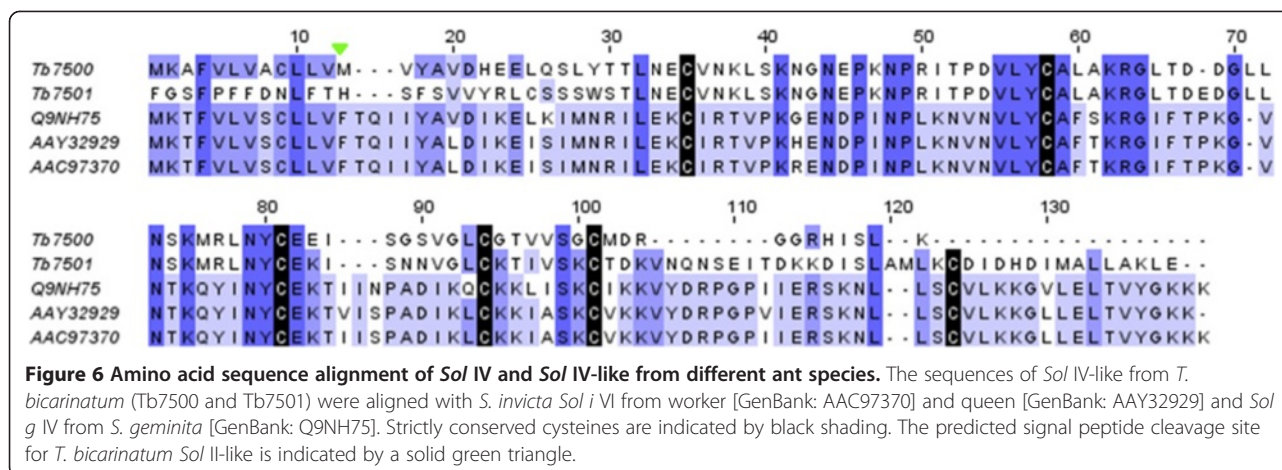 10 20 30 40 50 60 70
Tb7500 MKAFVLVACLLVM---VYAVDHEELQSLYTTLNECVNKLSKNGNEPKNPRITPDVLYCALAKRGLTD-DGLL
Tb7501 FGSFPFFDNLFTH---SFSVVYRLCSSSWSTLNECVNKLSKNGNEPKNPRITPDVLYCALAKRGLTDEDGLL
Q9NH75 MKTFVLVSCLLVFTQIIYAVDIKELKIMNRILEKCIRTVPKGENDPINPLKNVNVLYCAFSKRGIFTPKG-V
AAY32929 MKTFVLVSCLLVFTQIIYALDIKEISIMNRILEKCIRTVPKHENDPINPLKNVNVLYCAFTKRGIFTPKG-V
AAC97370 MKTFVLVSCLLVFTQIIYALDIKEISIMNRILEKCIRTVPKRENDPINPLKNVNVLYCAFTKRGIFTPKG-V
80 90 100 110 120 130
Tb7500 NSKMRLNYCEEI---SGSVGLCGTVVSGCMDR--------GGRHISL--K------------------
Tb7501 NSKMRLNYCEKI---SNNVGLCKTIVSKCTDKVNQNSEITDKKDISLAMLKCDIDHDIMALLAKLE--
Q9NH75 NTKQYINYCEKTIINPADIKQCKKLISKCIKKVYDRPGPIIERSKNL--LSCVLKKGVLELTVYGKKK
AAY32929 NTKQYINYCEKTVISPADIKLCKKIASKCVKKVYDRPGPVIERSKNL--LSCVLKKGLLELTVYGKKK-
AAC97370 NTKQYINYCEKTIISPADIKLCKKIASKCVKKVYDRPGPIIERSKNL--LSCVLKKGLLELTVYGKKK
Figure 6 Amino acid sequence alignment of Sol IV and Sol IV-like from different ant species. The sequences of Sol IV-like from T.
bicarinatum (Tb7500 and Tb7501) were aligned with S. invicta Sol i VI from worker [GenBank: AAC97370] and queen [GenBank: AAY32929] and Sol
g IV from S. geminita [GenBank: Q9NH75]. Strictly conserved cysteines are indicated by black shading. The predicted signal peptide cleavage site
for T. bicarinatum Sol II-like is indicated by a solid green triangle.